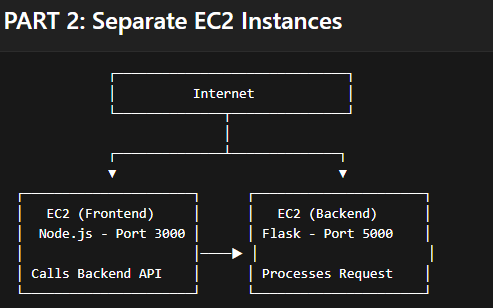 PART 2: Separate EC2 Instances
Internet
EC2 (Frontend) EC2 (Backend)
Node.js - Port 3000 Flask - Port 5000
Calls Backend API Processes Request